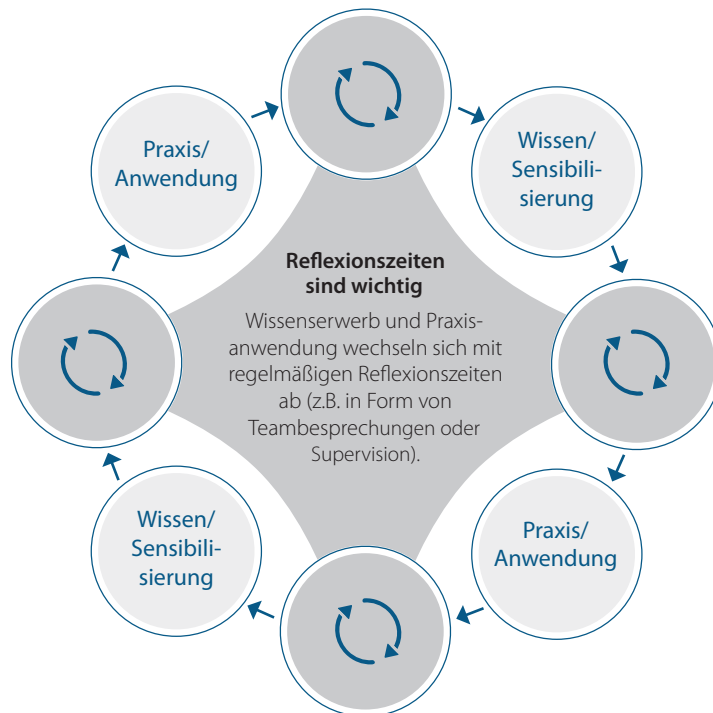 Praxis/
Anwendung
Wissen/
Sensibili-
sierung
Reflexionszeiten
sind wichtig
Wissenserwerb und Praxis-
anwendung wechseln sich mit
regelmäßigen Reflexionszeiten
ab (z.B. in Form von
Teambesprechungen oder
Supervision).
Wissen/
Sensibili-
sierung
Praxis/
Anwendung